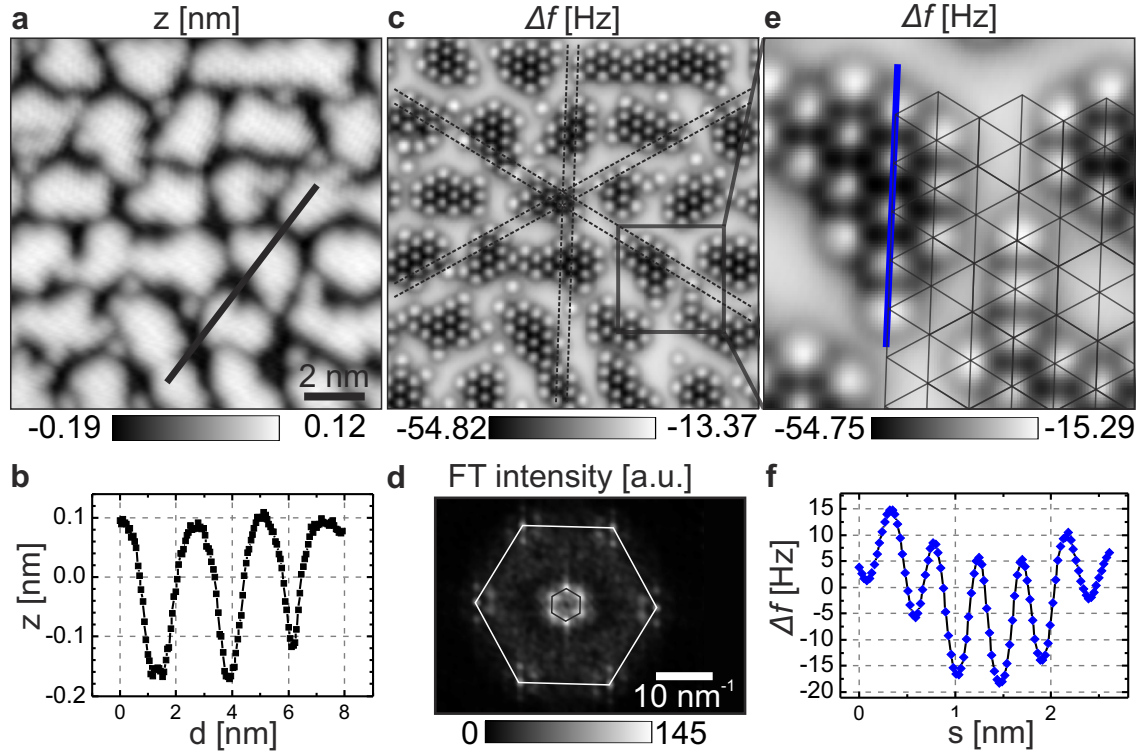 a
z [nm]
2 nm
-0.19
0.12
c
Δf [Hz]
-54.82
-13.37
e
Δf [Hz]
-54.75
-15.29
b
z [nm]
0.1
0.0
-0.1
-0.2
0 2 4 6 8
d [nm]
d
FT intensity [a.u.]
10 nm-1
0
145
f
Δf [Hz]
15
10
5
0
-5
-10
-15
-20
0 1 2
s [nm]